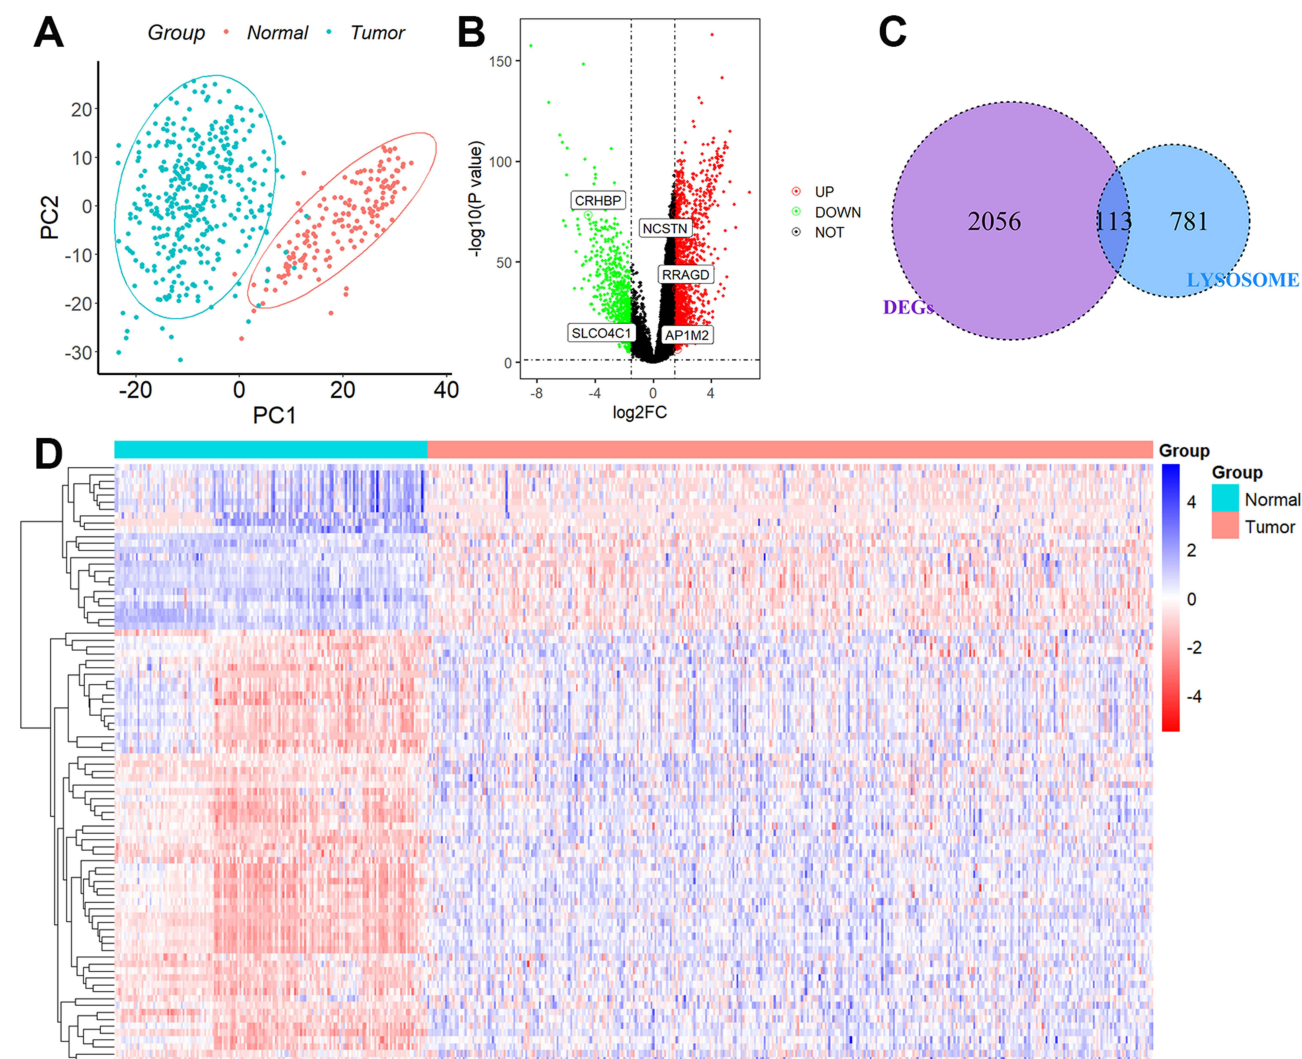 A
Group • Normal • Tumor
PC2
20
10
0
-10
-20
-30
-20 0 20 40
PC1
B
-log10(P value)
150
100
50
0
CRHBP
NCSTN
RRAGD
SLCO4C1
AP1M2
-8 -4 0 4
log2FC
UP
DOWN
NOT
C
2056 113 781
DEGs
LYSOSOME
D
Group
4
2
0
-2
-4
Group
Normal
Tumor